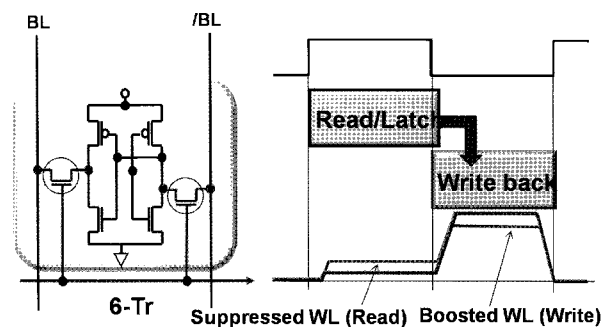 BL
/BL
Read/Latch
Write back
6-Tr
Suppressed WL (Read)
Boosted WL (Write)